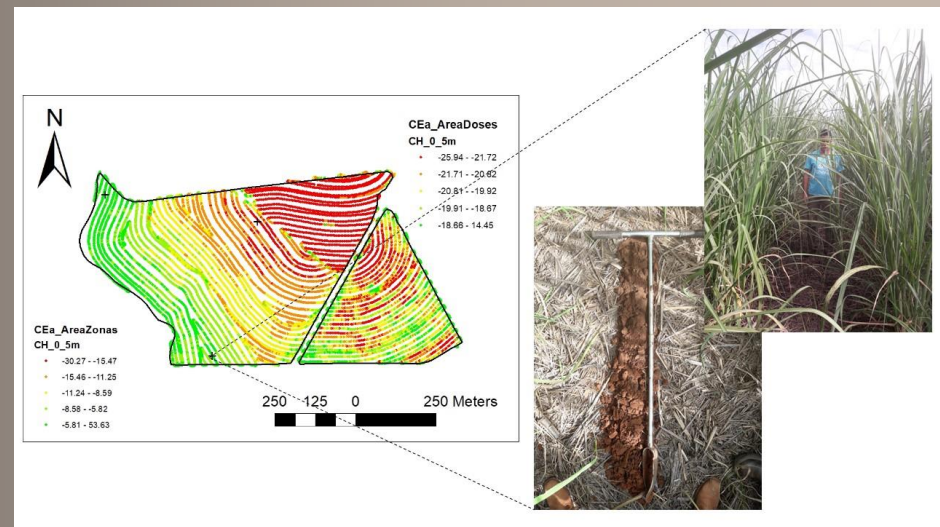 N
CEa_AreaDoses
CH_0_5m
-25.94 - -21.72
-21.71 - -20.82
-20.81 - -19.92
-19.91 - -18.67
-18.66 - 14.45
CEa_AreaZonas
CH_0_5m
-30.27 - -15.47
-15.46 - -11.25
-11.24 - -8.59
-8.58 - -5.82
-5.81 - 53.63
250 125 0 250 Meters